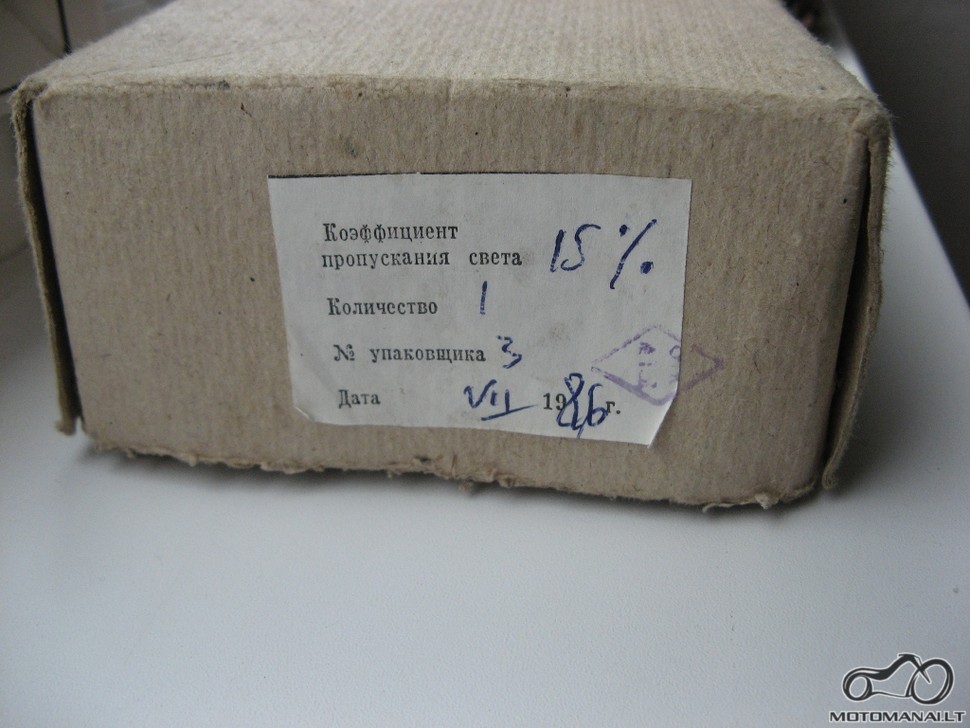 Коэффициент
пропускания света 15%
Количество 1
№ упаковщика 3
Дата VII 1986 г.
MOTOMANAI.LT